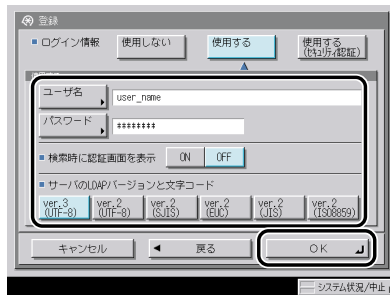 登録
ログイン情報
使用しない
使用する
使用する
(セキュリティ認証)
ユーザ名
user_name
パスワード
********
検索時に認証画面を表示
ON
OFF
サーバのLDAPバージョンと文字コード
ver.3
(UTF-8)
ver.2
(UTF-8)
ver.2
(SJIS)
ver.2
(EUC)
ver.2
(JIS)
ver.2
(ISO8859)
キャンセル
戻る
OK
システム状況/中止